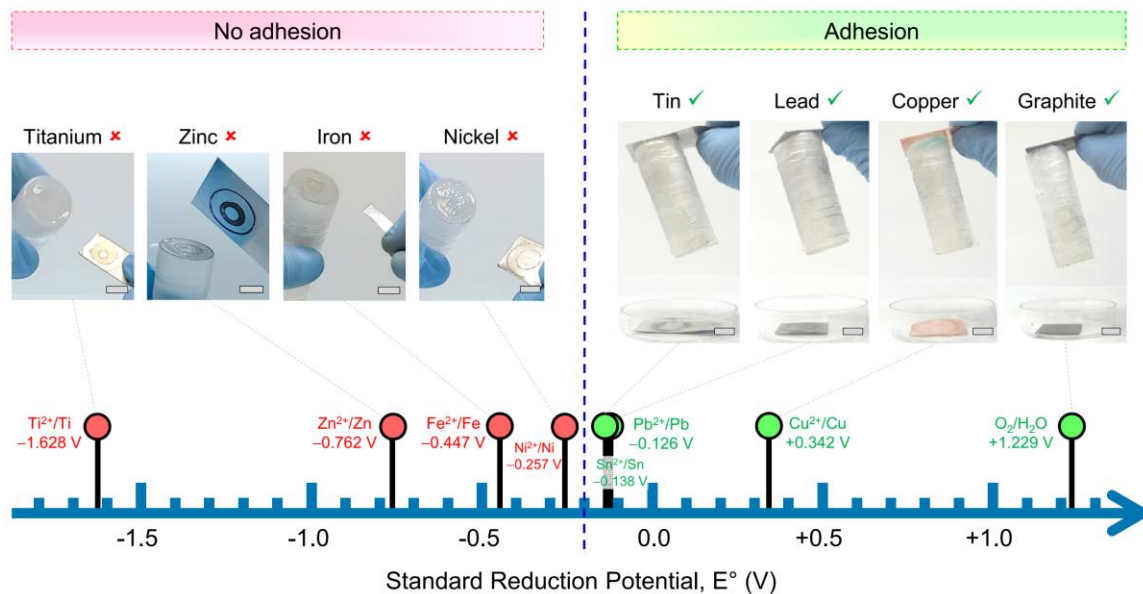 No adhesion
Adhesion
Titanium ✘
Zinc ✘
Iron ✘
Nickel ✘
Tin ✓
Lead ✓
Copper ✓
Graphite ✓
Ti²⁺/Ti
−1.628 V
Zn²⁺/Zn
−0.762 V
Fe²⁺/Fe
−0.447 V
Ni²⁺/Ni
−0.257 V
Pb²⁺/Pb
−0.126 V
Sn²⁺/Sn
−0.138 V
Cu²⁺/Cu
+0.342 V
O₂/H₂O
+1.229 V
-1.5
-1.0
-0.5
0.0
+0.5
+1.0
Standard Reduction Potential, E° (V)